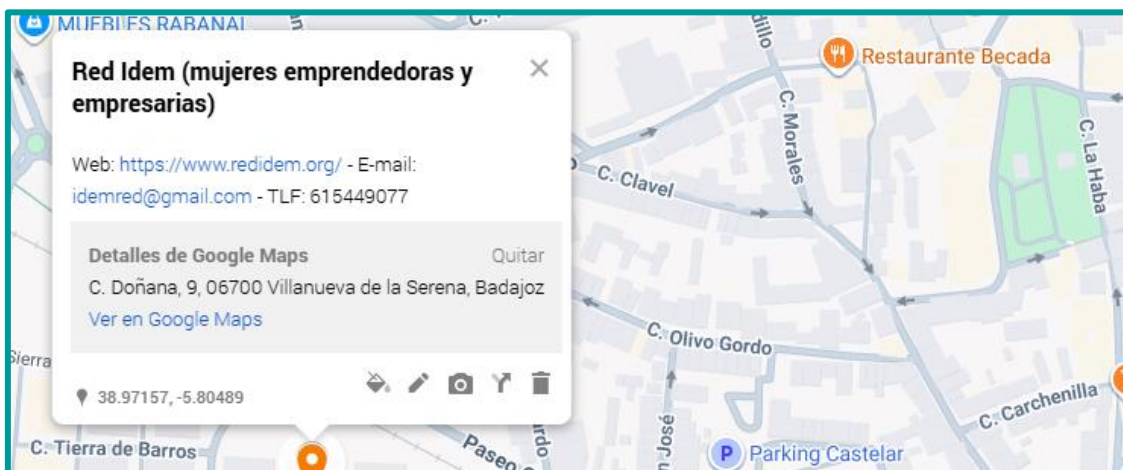 MUEBLES RABANAL
Red Idem (mujeres emprendedoras y
empresarias)
Web: https://www.redidem.org/ - E-mail:
idemred@gmail.com - TLF: 615449077
Detalles de Google Maps
Quitar
C. Doñana, 9, 06700 Villanueva de la Serena, Badajoz
Ver en Google Maps
38.97157, -5.80489
Sierra
C. Tierra de Barros
Paseo
Restaurante Becada
C. Morales
C. La Haba
C. Clavel
C. Olivo Gordo
José
C. Carchenilla
P
Parking Castelar